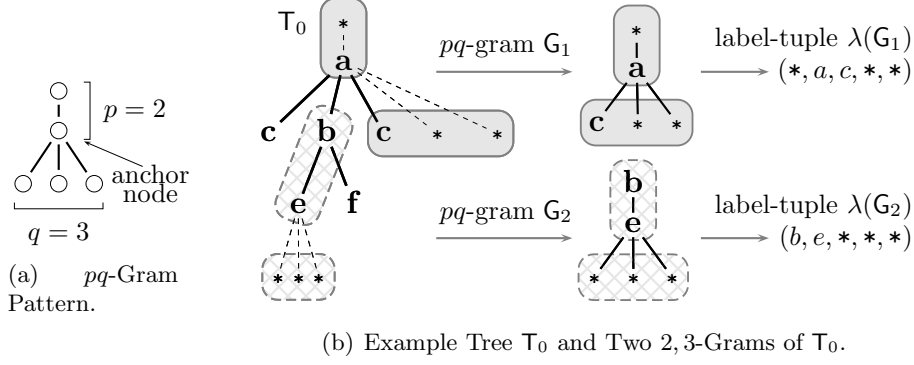 p = 2
anchor
node
q = 3
(a) pq-Gram
Pattern.
T0
*
a
c b c * *
e f
* * *
pq-gram G1
*
a
c * *
label-tuple λ(G1)
(*, a, c, *, *)
pq-gram G2
b
e
* * *
label-tuple λ(G2)
(b, e, *, *, *)
(b) Example Tree T0 and Two 2, 3-Grams of T0.